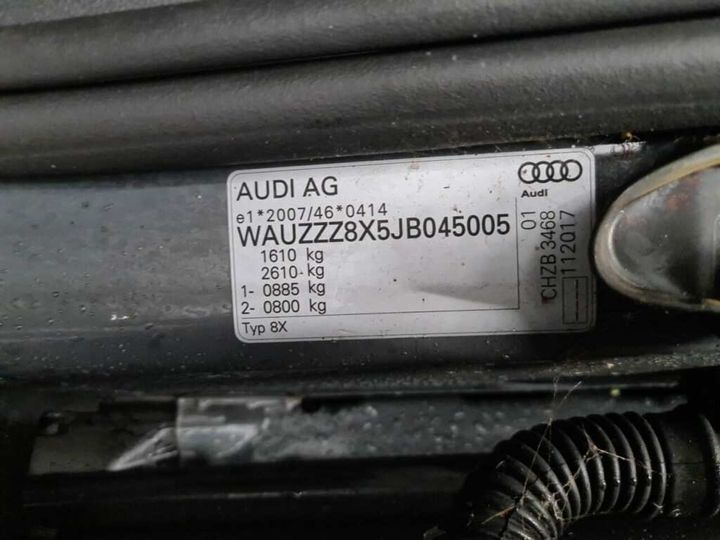 AUDI AG
e1*2007/46*0414
WAUZZZ8X5JB045005
1610 kg
2610 kg
1- 0885 kg
2- 0800 kg
Typ 8X
Audi
01
CHZB 3468
112017